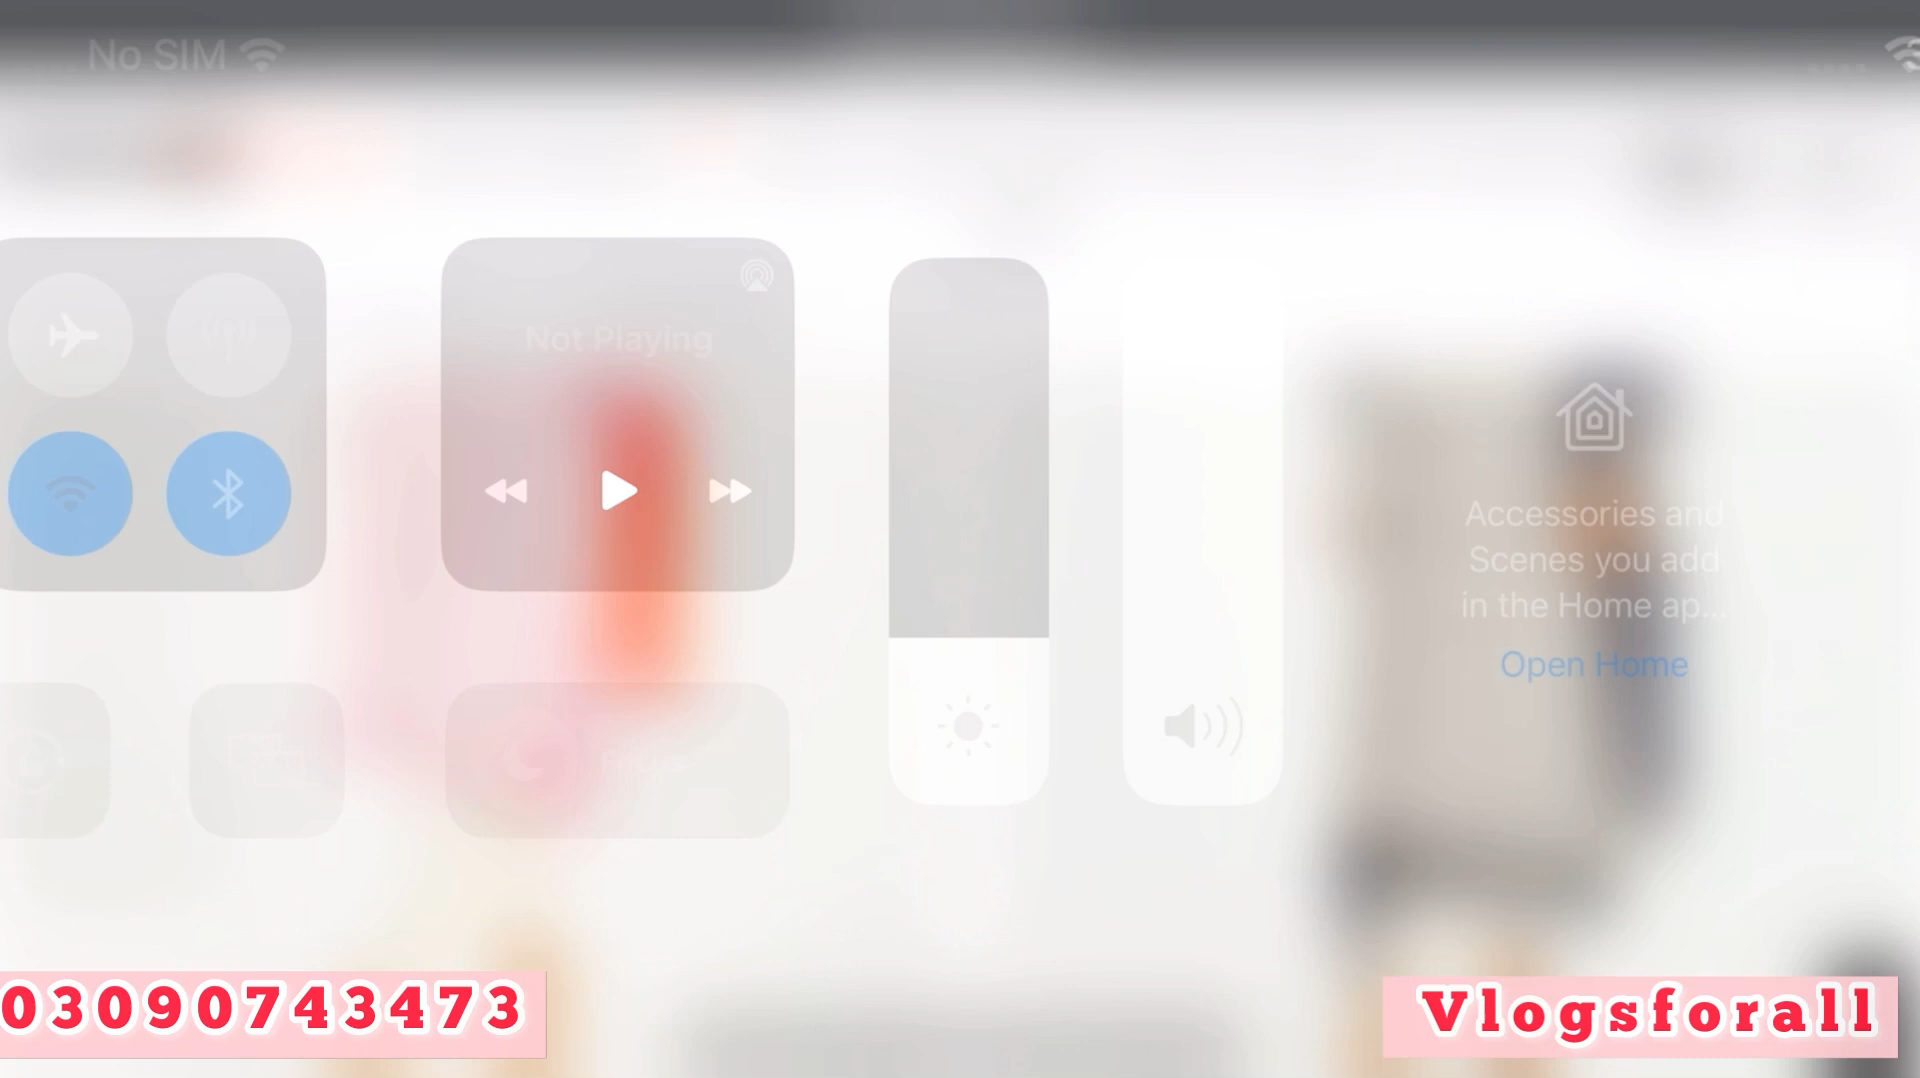 No SIM
Not Playing
Accessories and
Scenes you add
in the Home ap...
Open Home
03090743473
Vlogsforall